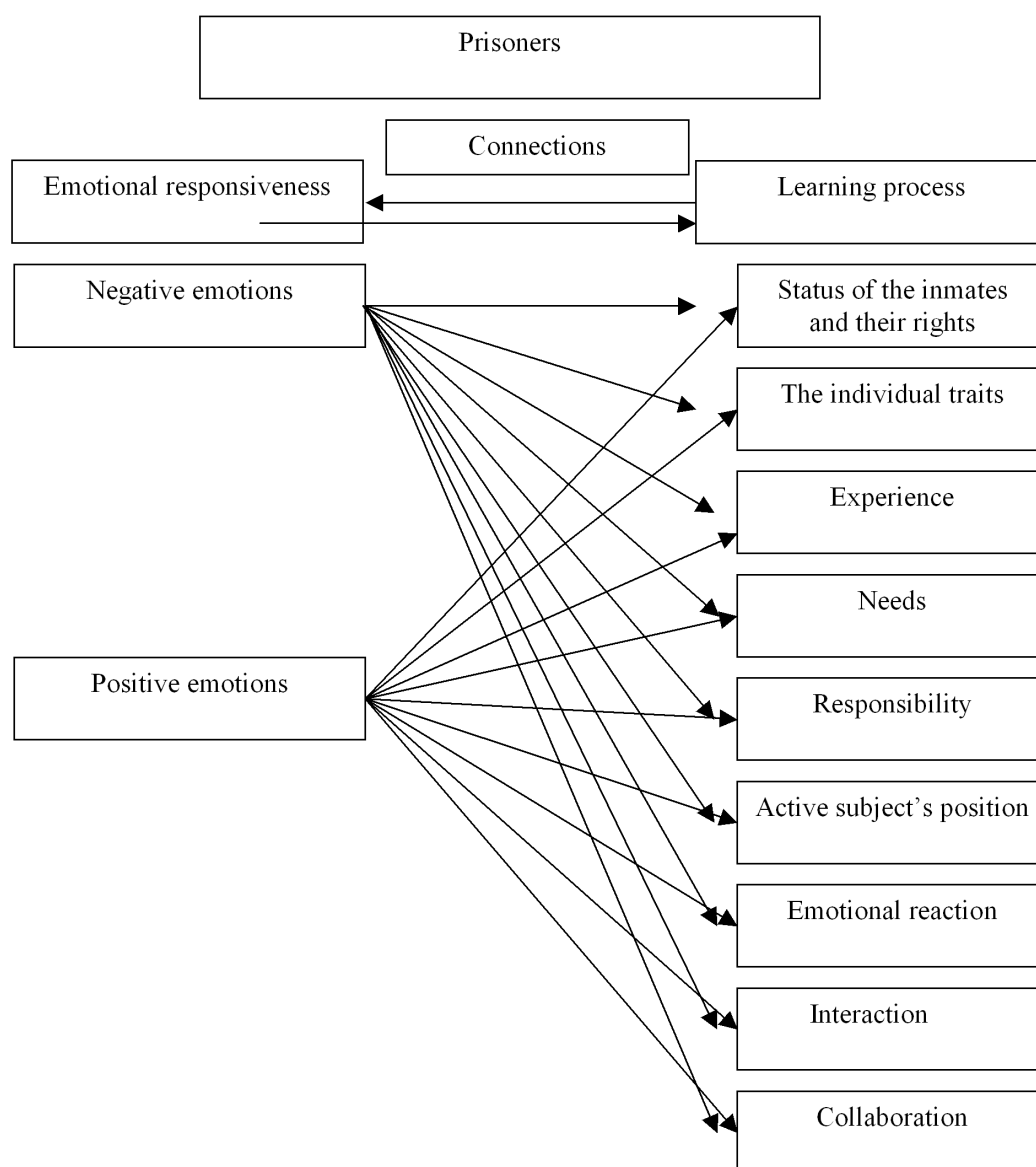 Prisoners
Connections
Emotional responsiveness
Learning process
Negative emotions
Status of the inmates
and their rights
The individual traits
Experience
Needs
Positive emotions
Responsibility
Active subject’s position
Emotional reaction
Interaction
Collaboration